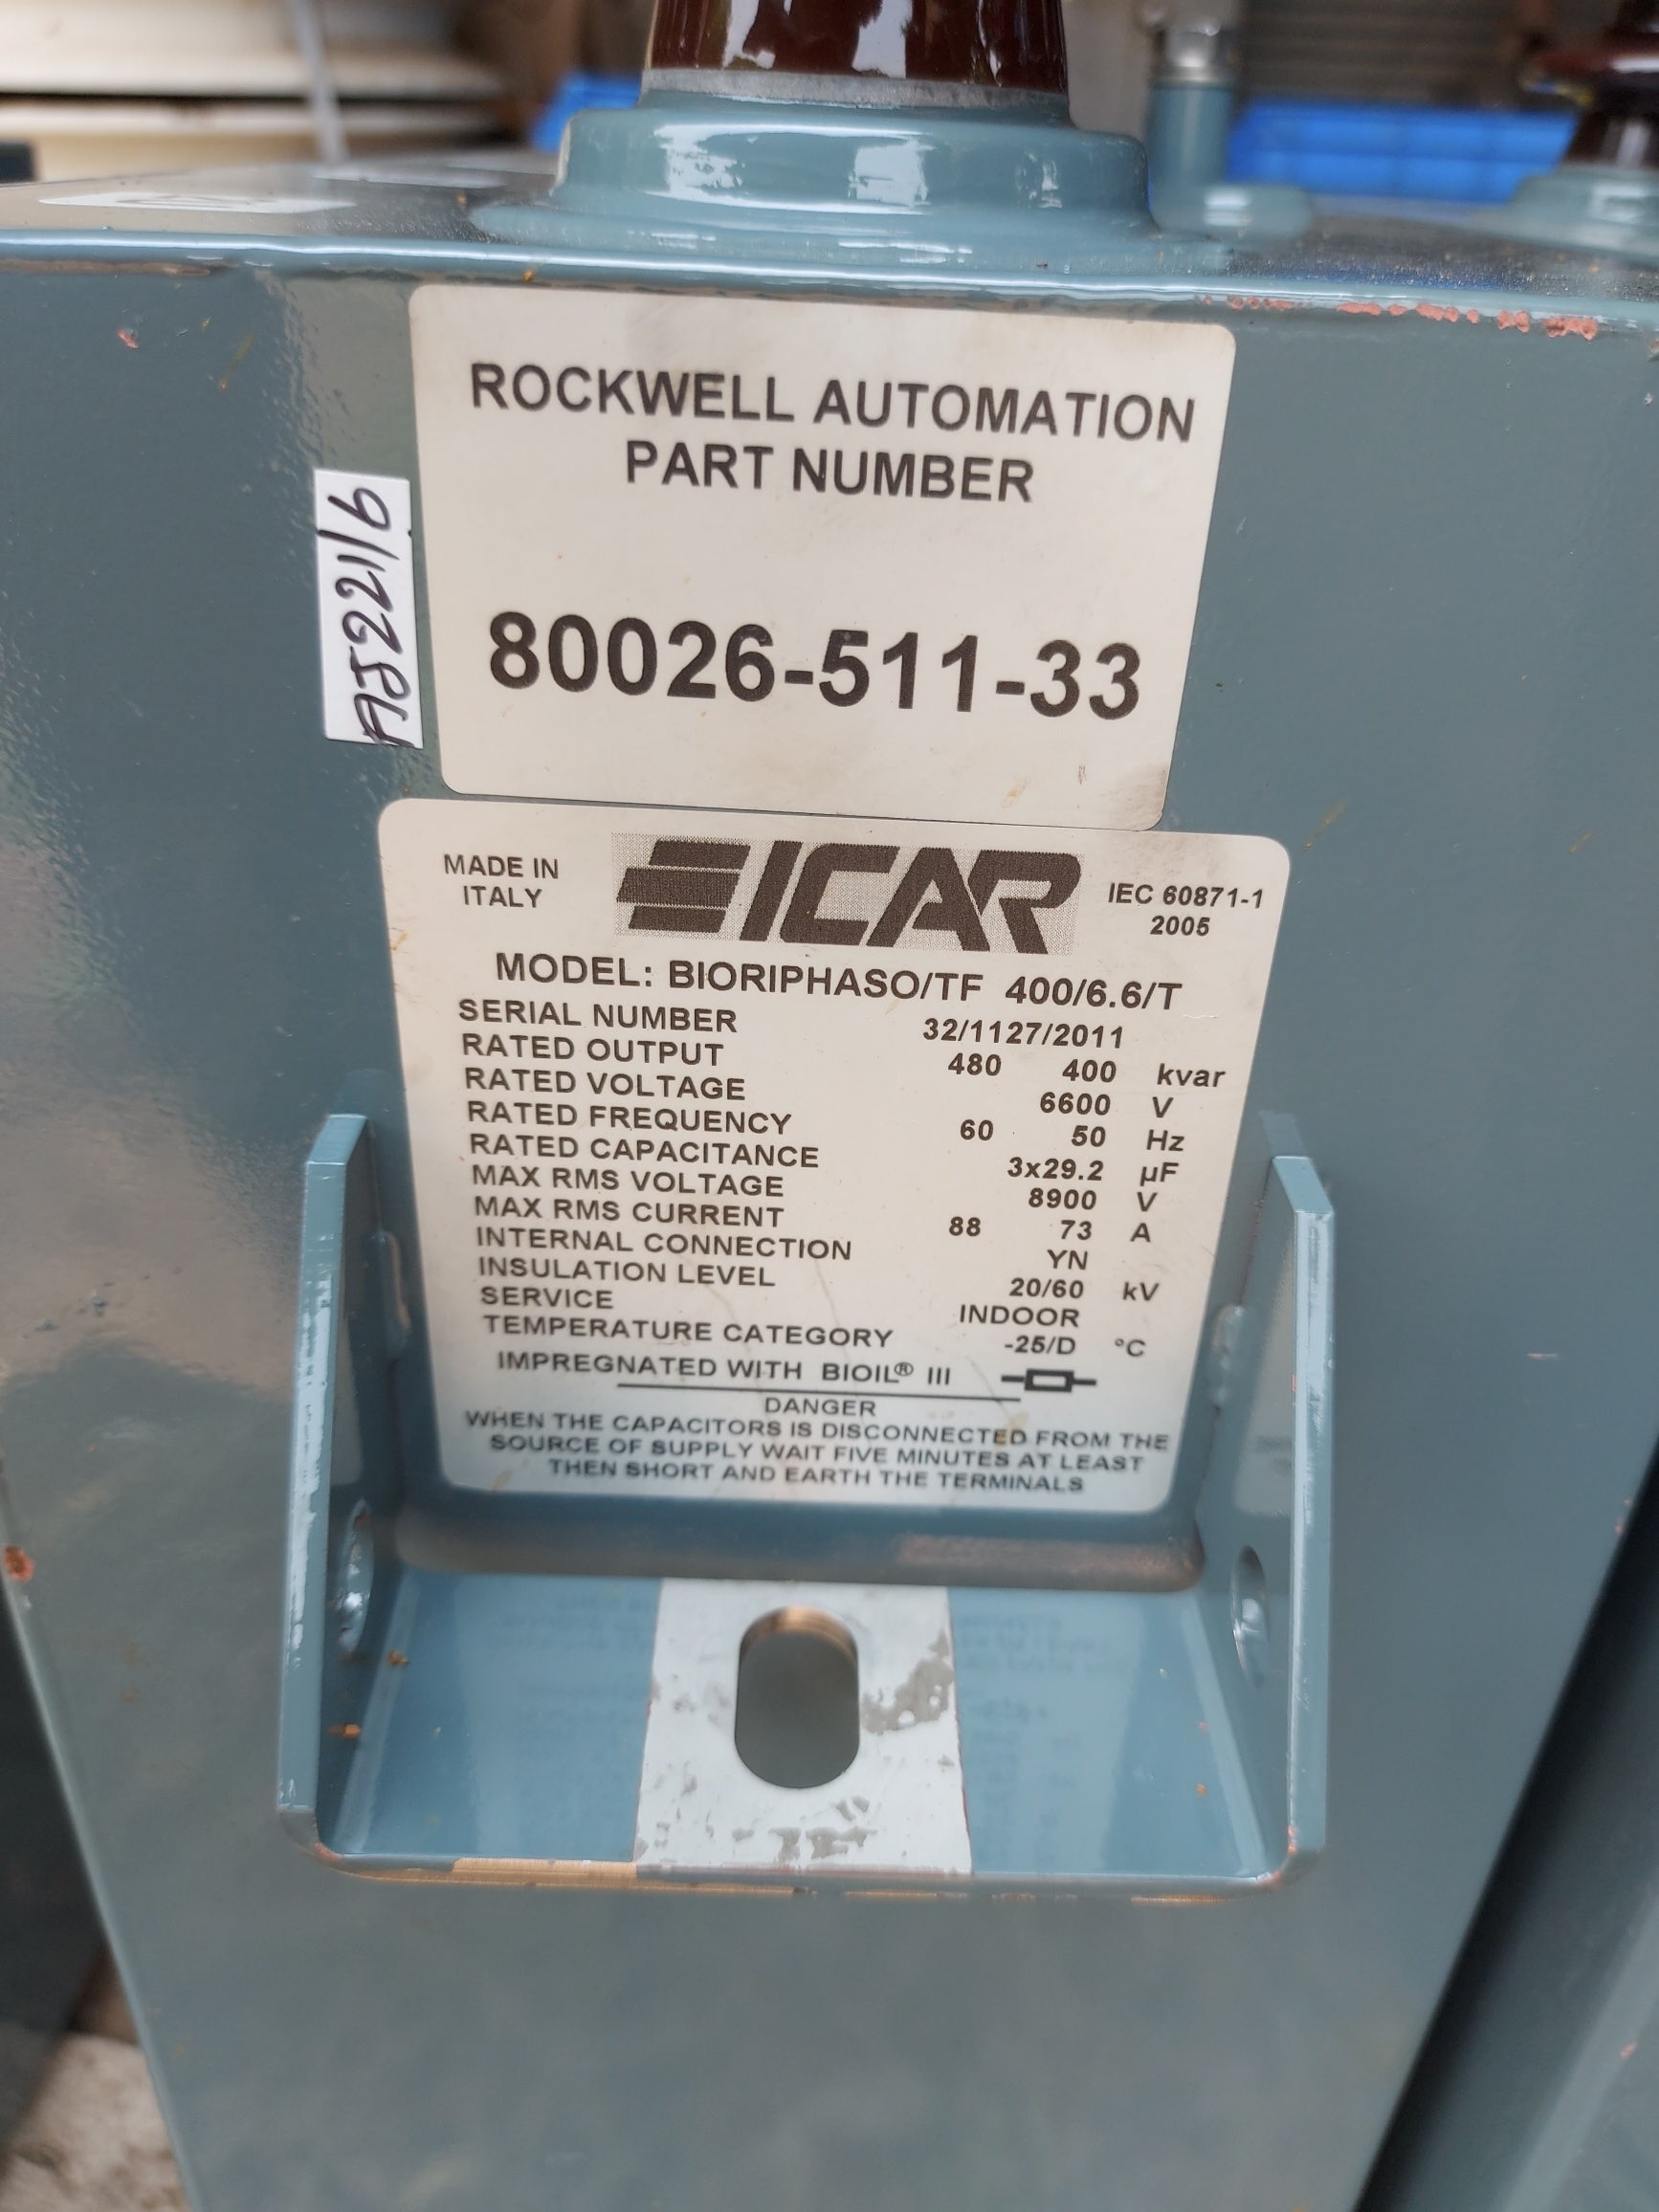 ROCKWELL AUTOMATION
PART NUMBER
80026-511-33
MADE IN
ITALY
ICAR
IEC 60871-1
2005
MODEL: BIORIPHASO/TF 400/6.6/T
SERIAL NUMBER 32/1127/2011
RATED OUTPUT 480 400 kvar
RATED VOLTAGE 6600 V
RATED FREQUENCY 60 50 Hz
RATED CAPACITANCE 3x29.2 µF
MAX RMS VOLTAGE 8900 V
MAX RMS CURRENT 88 73 A
INTERNAL CONNECTION YN
INSULATION LEVEL 20/60 kV
SERVICE INDOOR
TEMPERATURE CATEGORY -25/D °C
IMPREGNATED WITH BIOIL® III
DANGER
WHEN THE CAPACITORS IS DISCONNECTED FROM THE
SOURCE OF SUPPLY WAIT FIVE MINUTES AT LEAST
THEN SHORT AND EARTH THE TERMINALS